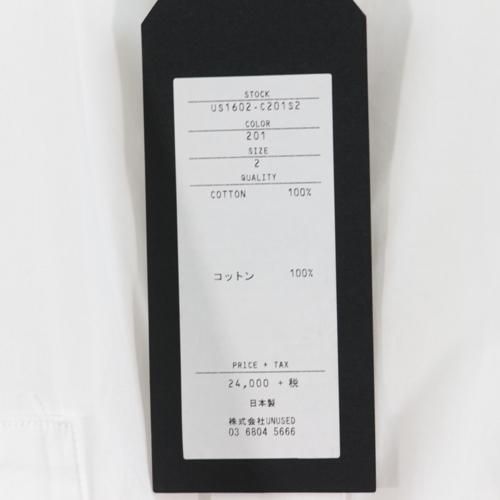 STOCK
US1602-C201S2
COLOR
201
SIZE
2
QUALITY
COTTON 100%
コットン 100%
PRICE + TAX
24,000 + 税
日本製
株式会社UNUSED
03 6804 5666